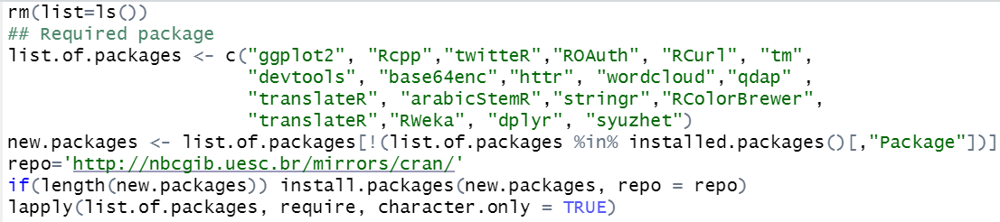 rm(list=ls())
## Required package
list.of.packages <- c("ggplot2", "Rcpp","twitteR","ROAuth", "RCurl", "tm",
"devtools", "base64enc","httr", "wordcloud","qdap" ,
"translateR", "arabicStemR","stringr","RColorBrewer",
"translateR","RWeka", "dplyr", "syuzhet")
new.packages <- list.of.packages[!(list.of.packages %in% installed.packages()[,"Package"])]
repo='http://nbcgib.uesc.br/mirrors/cran/'
if(length(new.packages)) install.packages(new.packages, repo = repo)
lapply(list.of.packages, require, character.only = TRUE)